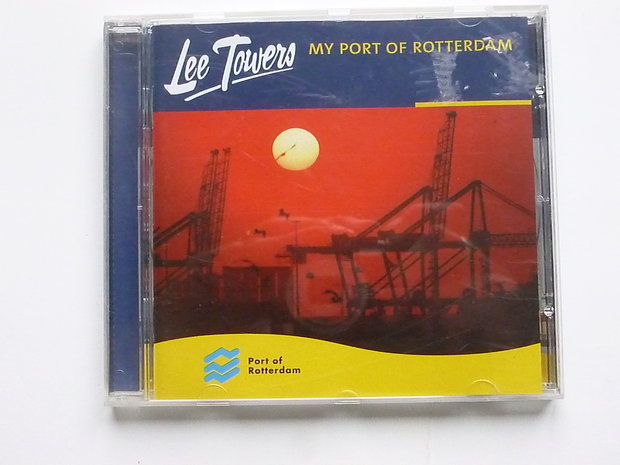 Lee Towers
MY PORT OF ROTTERDAM
Port of
Rotterdam